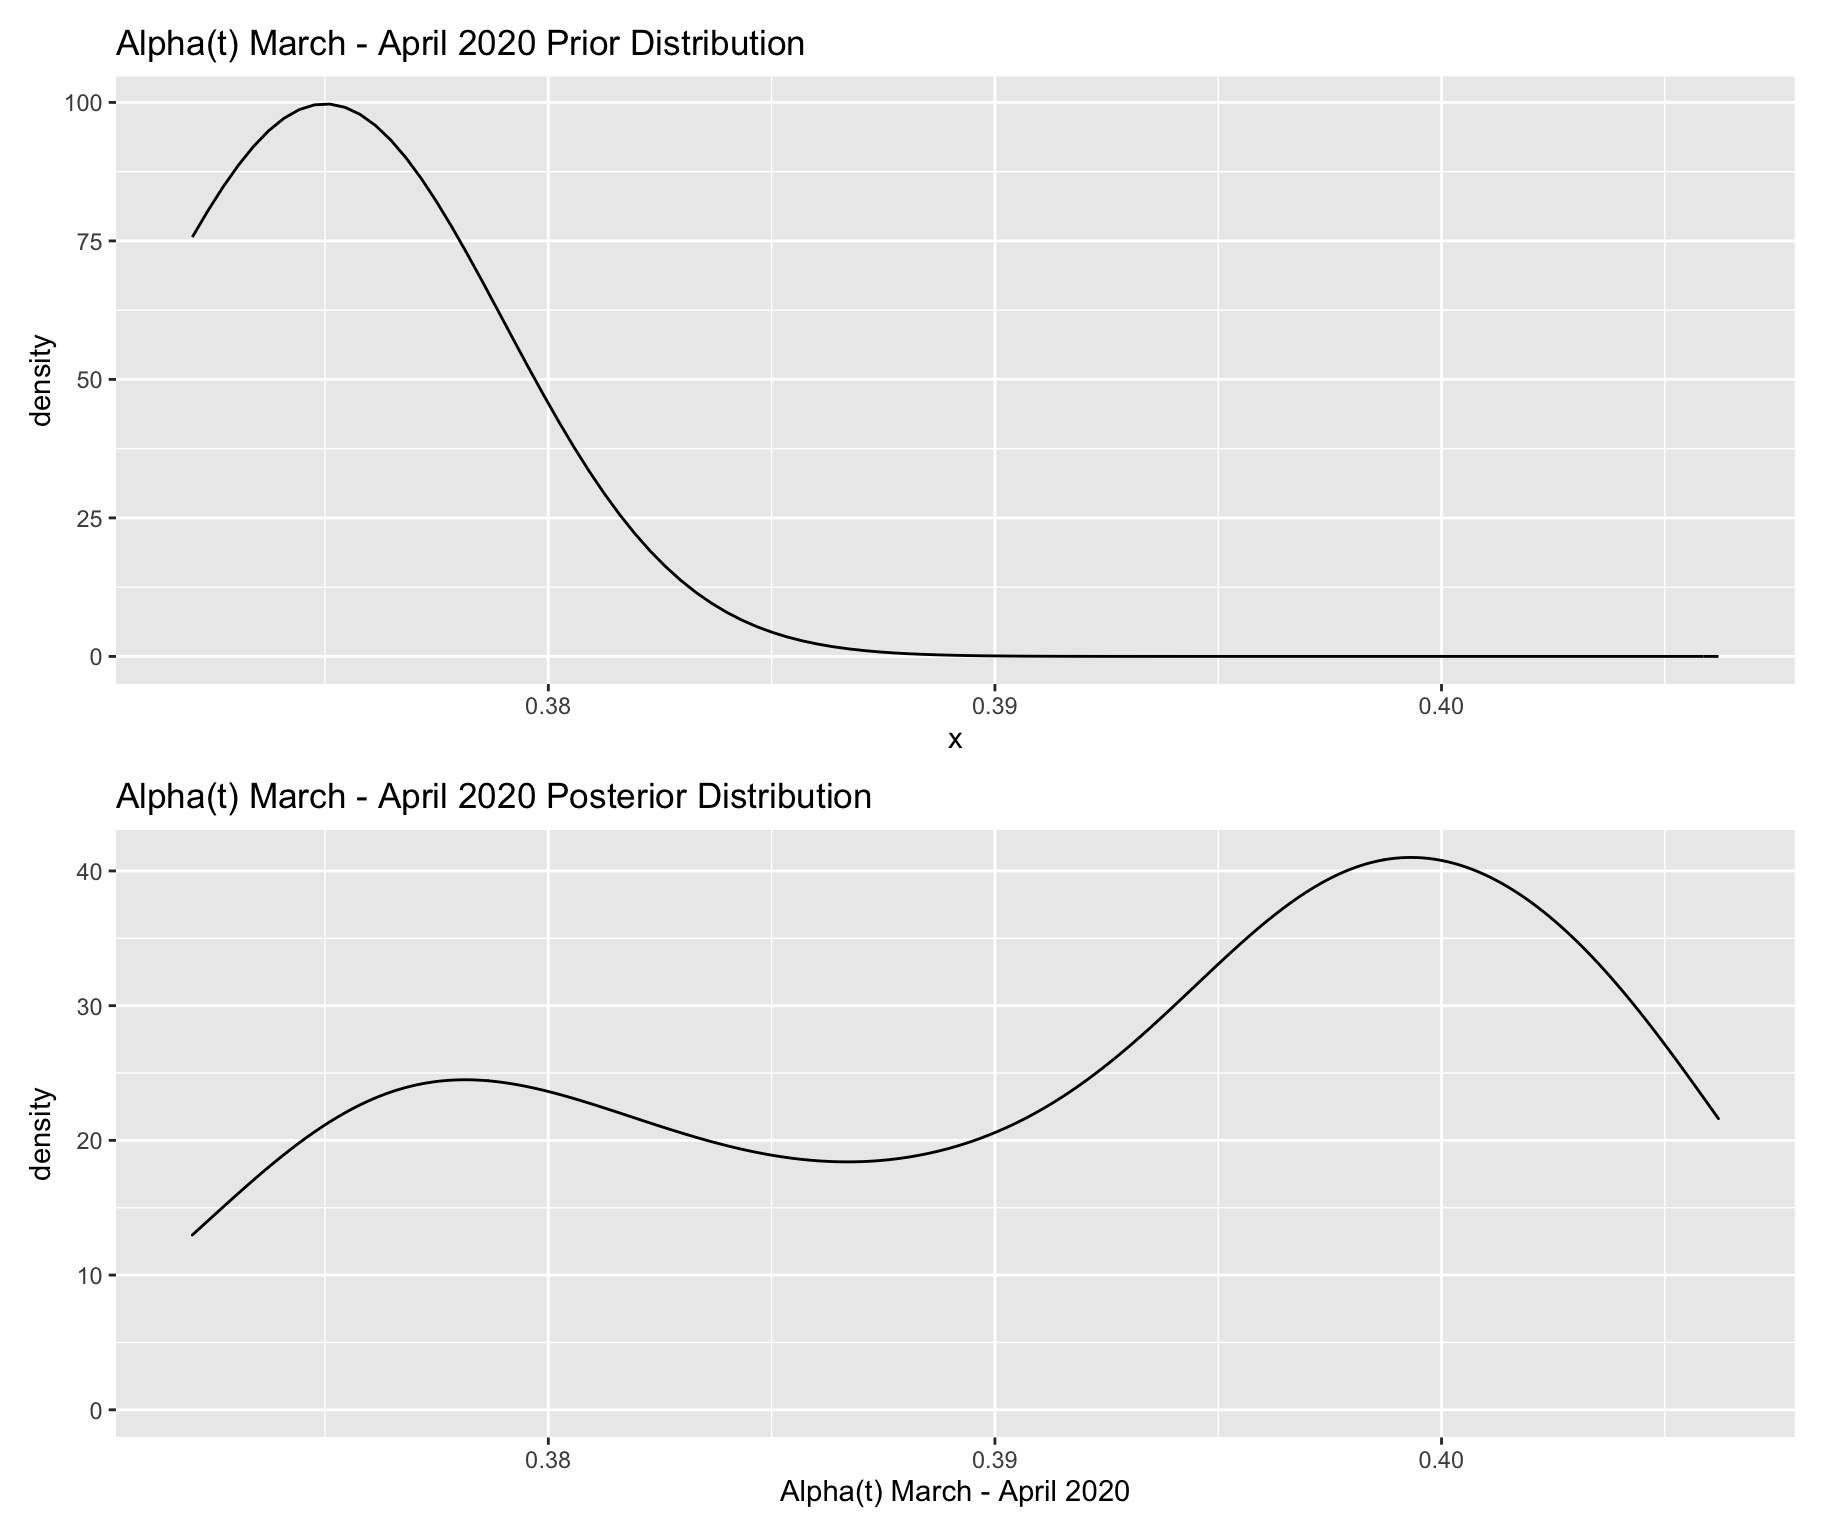 Alpha(t) March - April 2020 Prior Distribution
100
75
50
25
0
density
0.38 0.39 0.40
x
Alpha(t) March - April 2020 Posterior Distribution
40
30
20
10
0
density
0.38 0.39 0.40
Alpha(t) March - April 2020